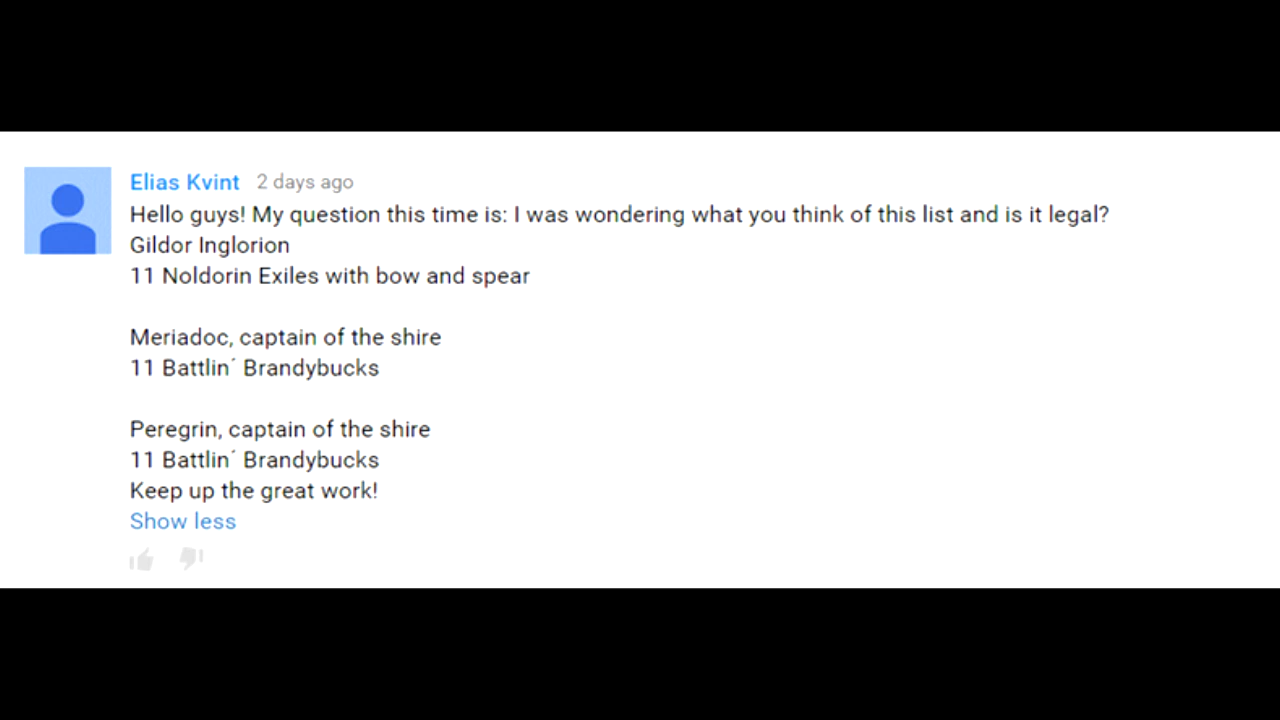 Elias Kvint 2 days ago
Hello guys! My question this time is: I was wondering what you think of this list and is it legal?
Gildor Inglorion
11 Noldorin Exiles with bow and spear
Meriadoc, captain of the shire
11 Battlin´ Brandybucks
Peregrin, captain of the shire
11 Battlin´ Brandybucks
Keep up the great work!
Show less